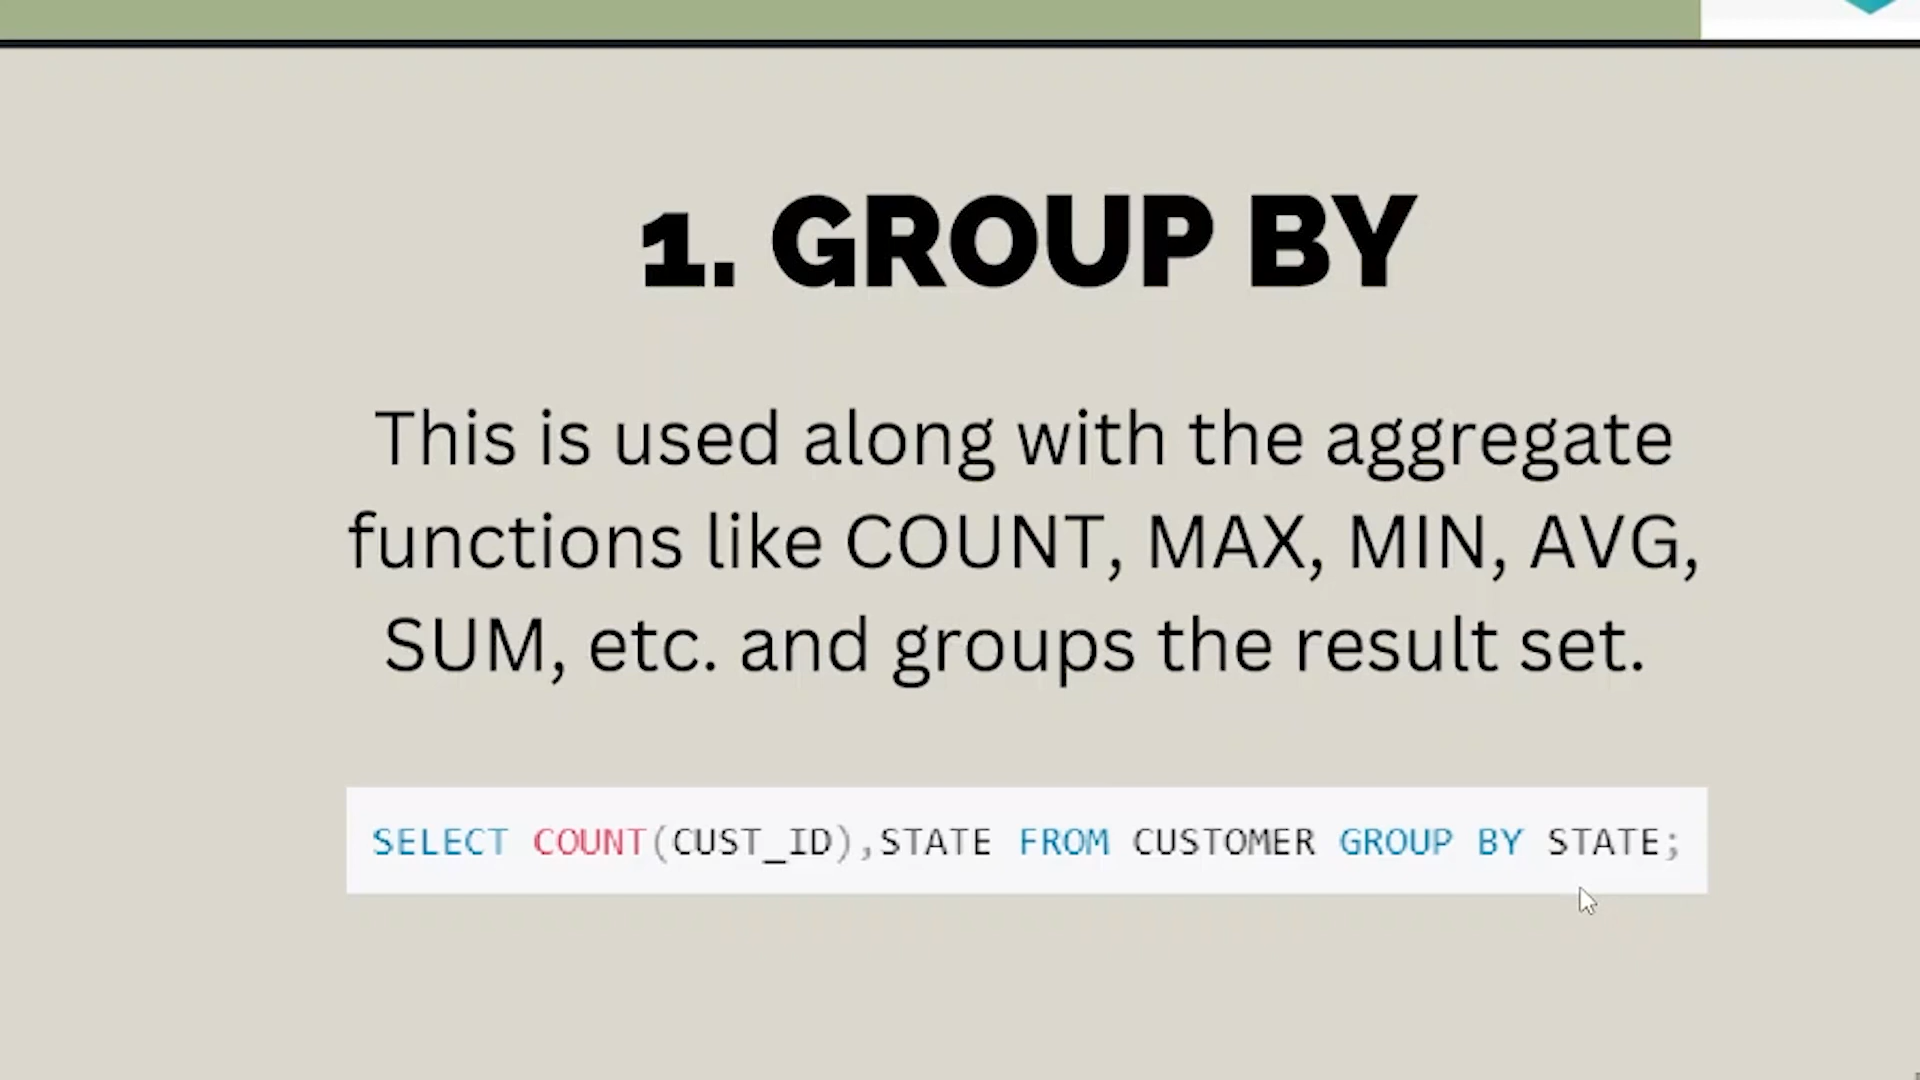 1. GROUP BY
This is used along with the aggregate
functions like COUNT, MAX, MIN, AVG,
SUM, etc. and groups the result set.
SELECT COUNT(CUST_ID),STATE FROM CUSTOMER GROUP BY STATE;